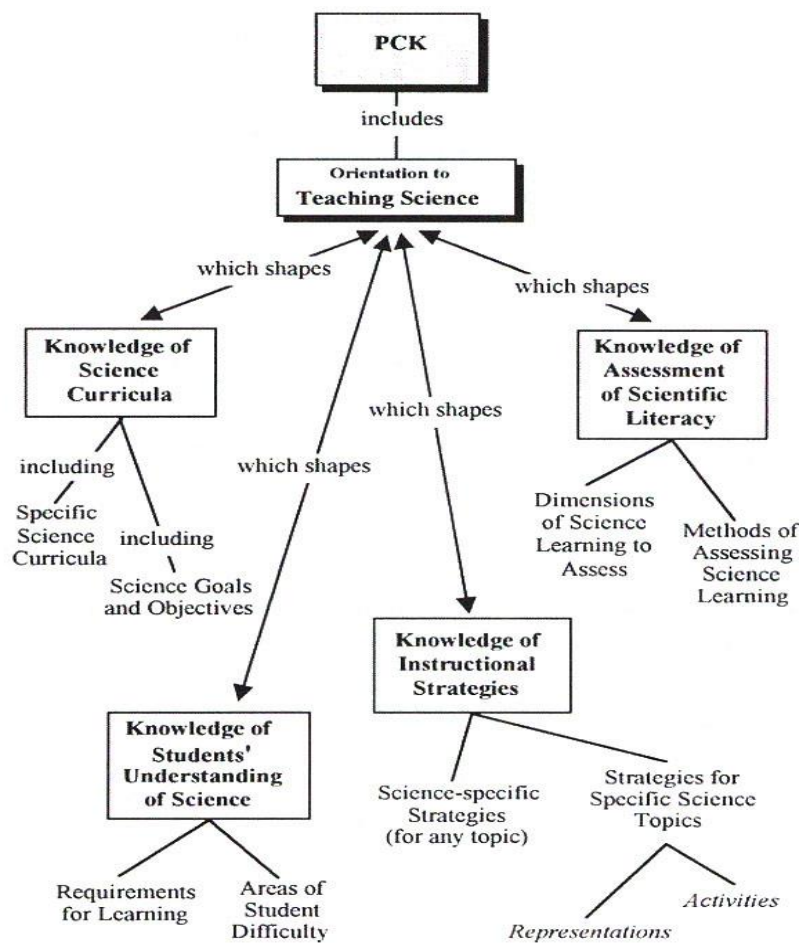 PCK
includes
Orientation to
Teaching Science
which shapes
which shapes
Knowledge of
Science
Curricula
Knowledge of
Assessment
of Scientific
Literacy
which shapes
which shapes
including
Specific
Science
Curricula
including
Science Goals
and Objectives
Dimensions
of Science
Learning to
Assess
Methods of
Assessing
Science
Learning
Knowledge of
Instructional
Strategies
Knowledge of
Students'
Understanding
of Science
Science-specific
Strategies
(for any topic)
Strategies for
Specific Science
Topics
Requirements
for Learning
Areas of
Student
Difficulty
Representations
Activities